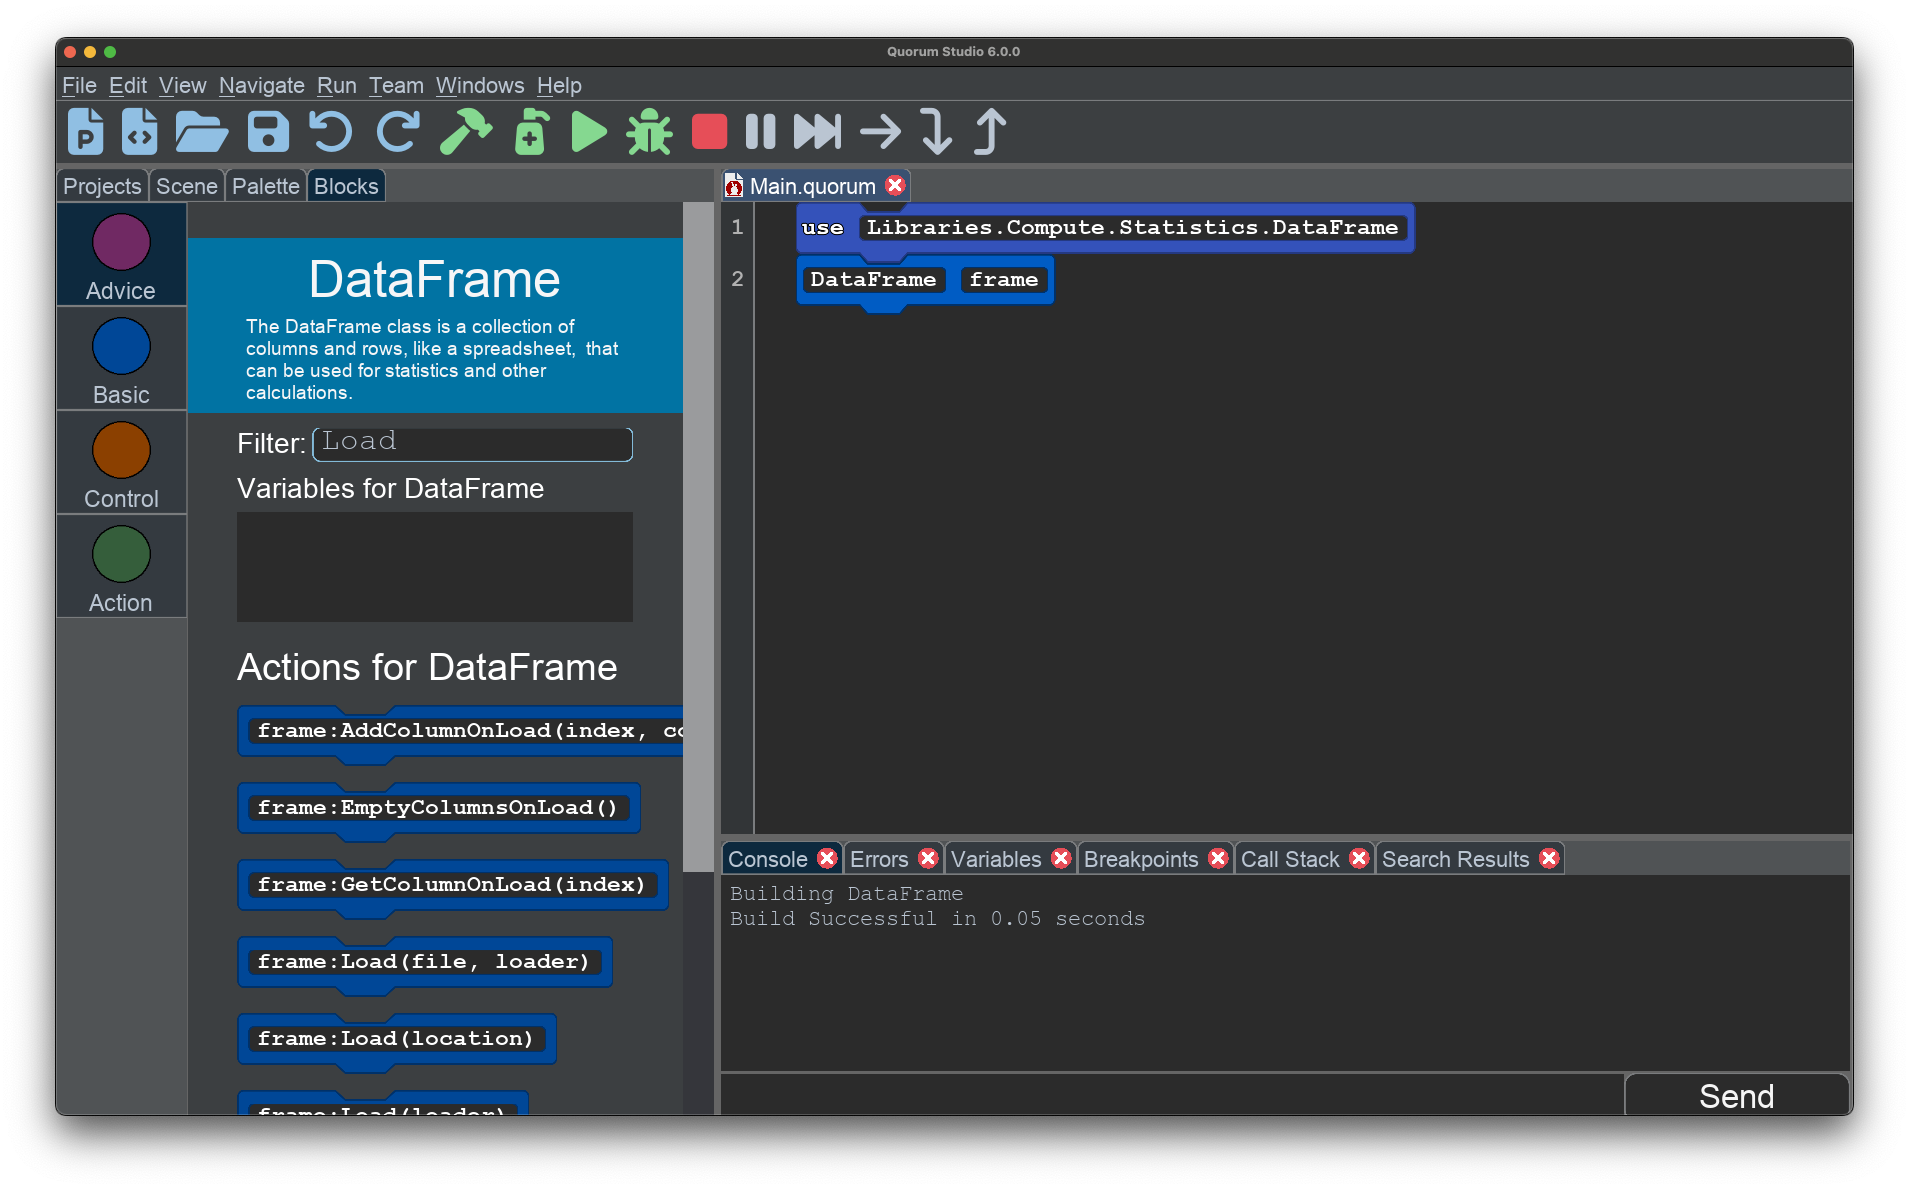 Quorum Studio 6.0.0
File Edit View Navigate Run Team Windows Help
P
Projects Scene Palette Blocks
Main.quorum
Advice
Basic
Control
Action
DataFrame
The DataFrame class is a collection of
columns and rows, like a spreadsheet,  that
can be used for statistics and other
calculations.
Filter: Load
Variables for DataFrame
Actions for DataFrame
frame:AddColumnOnLoad(index,
frame:EmptyColumnsOnLoad()
frame:GetColumnOnLoad(index)
frame:Load(file, loader)
frame:Load(location)
frame:Load(loader)
1 use Libraries.Compute.Statistics.DataFrame
2 DataFrame frame
Console Errors Variables Breakpoints Call Stack Search Results
Building DataFrame
Build Successful in 0.05 seconds
Send